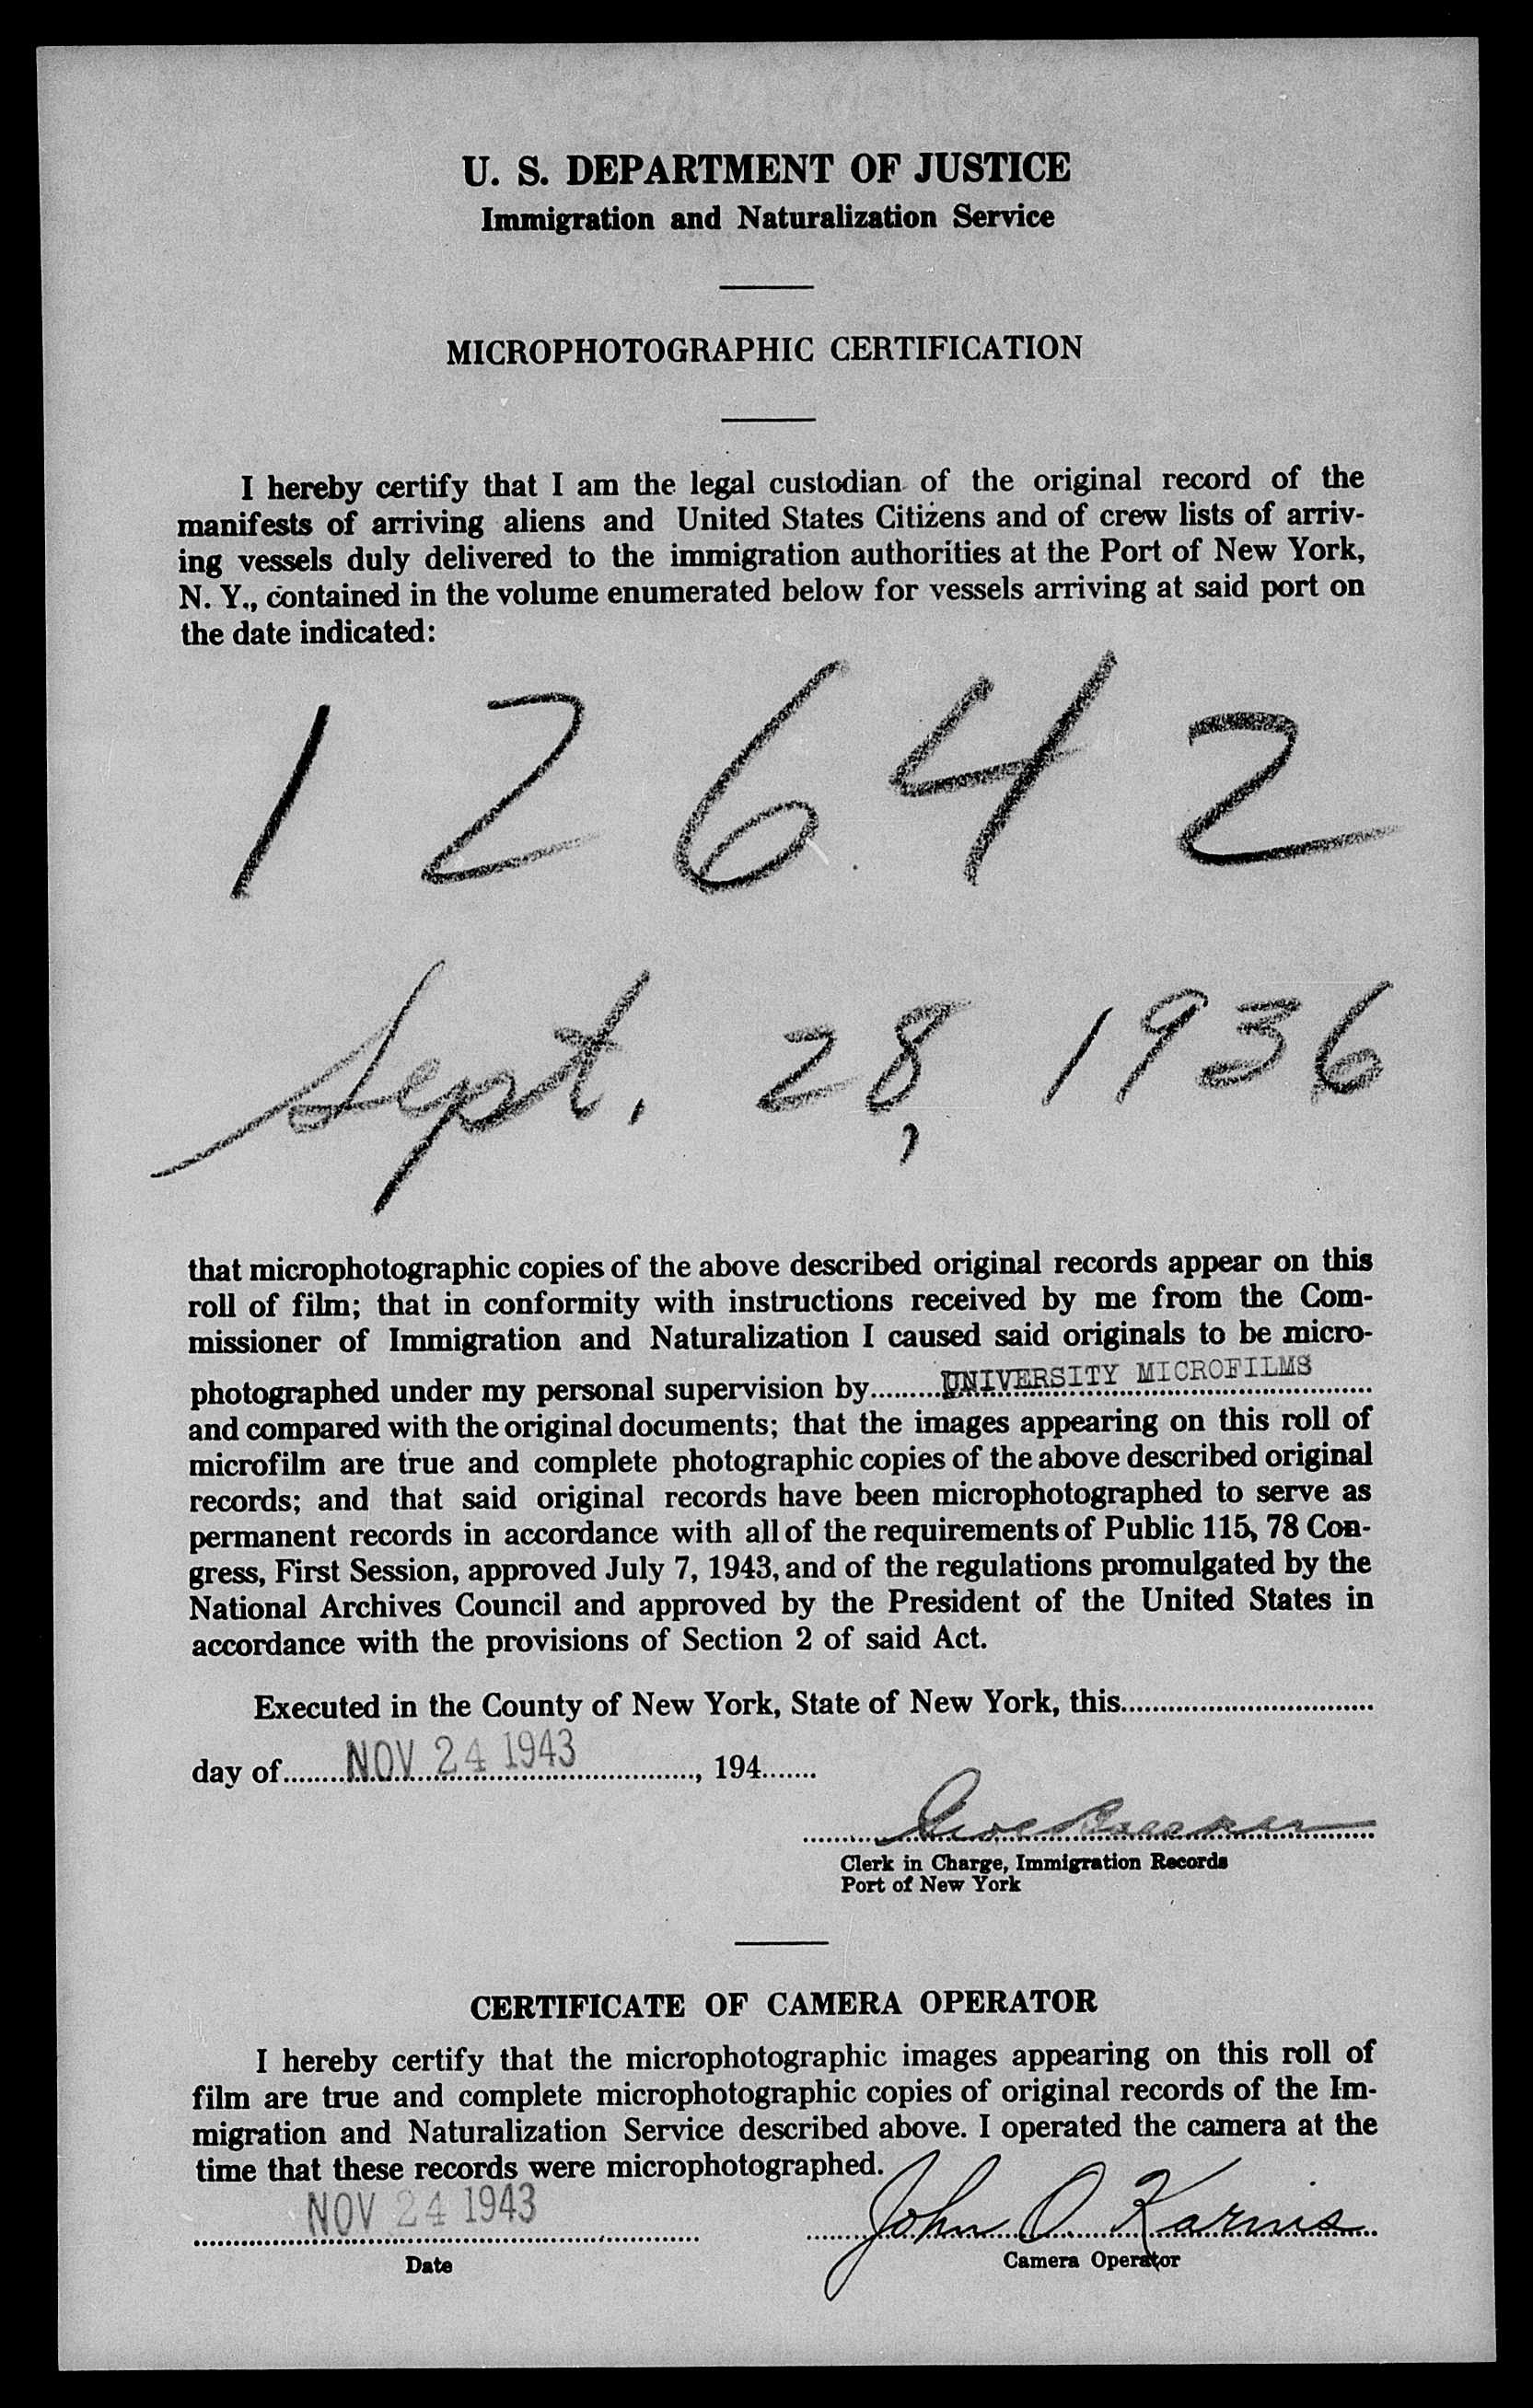 U. S. DEPARTMENT OF JUSTICE
Immigration and Naturalization Service
MICROPHOTOGRAPHIC CERTIFICATION
I hereby certify that I am the legal custodian of the original record of the
manifests of arriving aliens and United States Citizens and of crew lists of arriv-
ing vessels duly delivered to the immigration authorities at the Port of New York,
N. Y., contained in the volume enumerated below for vessels arriving at said port on
the date indicated:
12642
Sept. 28, 1936
that microphotographic copies of the above described original records appear on this
roll of film; that in conformity with instructions received by me from the Com-
missioner of Immigration and Naturalization I caused said originals to be micro-
photographed under my personal supervision by UNIVERSITY MICROFILMS
and compared with the original documents; that the images appearing on this roll of
microfilm are true and complete photographic copies of the above described original
records; and that said original records have been microphotographed to serve as
permanent records in accordance with all of the requirements of Public 115, 78 Con-
gress, First Session, approved July 7, 1943, and of the regulations promulgated by the
National Archives Council and approved by the President of the United States in
accordance with the provisions of Section 2 of said Act.
Executed in the County of New York, State of New York, this
day of NOV 24 1943, 194
Clerk in Charge, Immigration Records
Port of New York
CERTIFICATE OF CAMERA OPERATOR
I hereby certify that the microphotographic images appearing on this roll of
film are true and complete microphotographic copies of original records of the Im-
migration and Naturalization Service described above. I operated the camera at the
time that these records were microphotographed.
NOV 24 1943 John O Karnis
Date Camera Operator